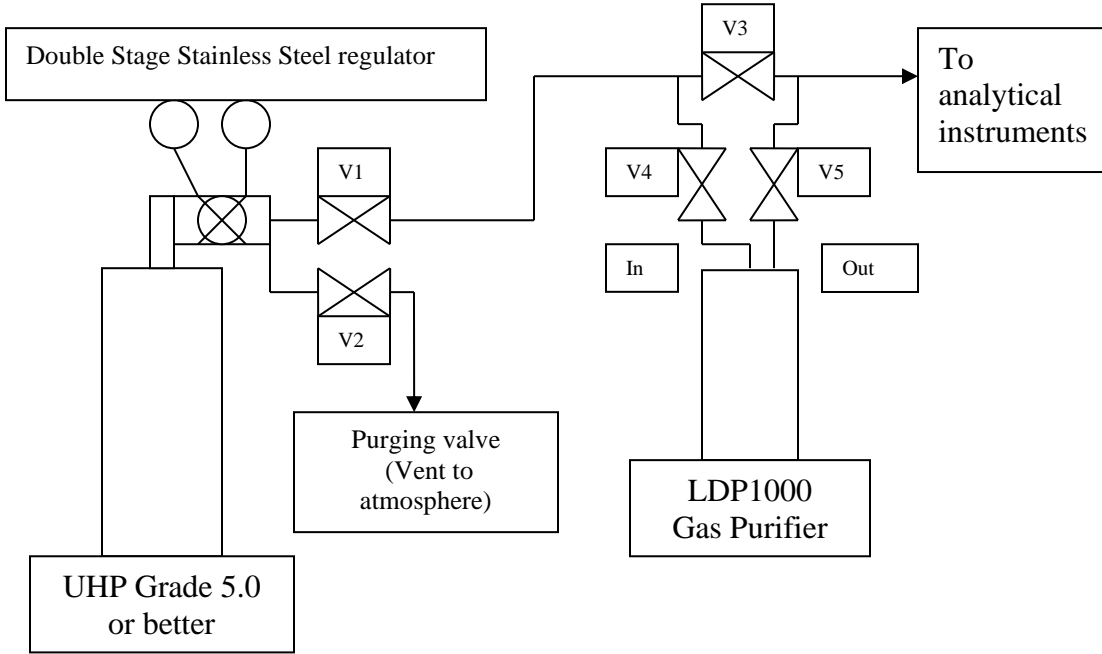 Double Stage Stainless Steel regulator
V3
To
analytical
instruments
V1
V4
V5
In
Out
V2
Purging valve
(Vent to
atmosphere)
LDP1000
Gas Purifier
UHP Grade 5.0
or better